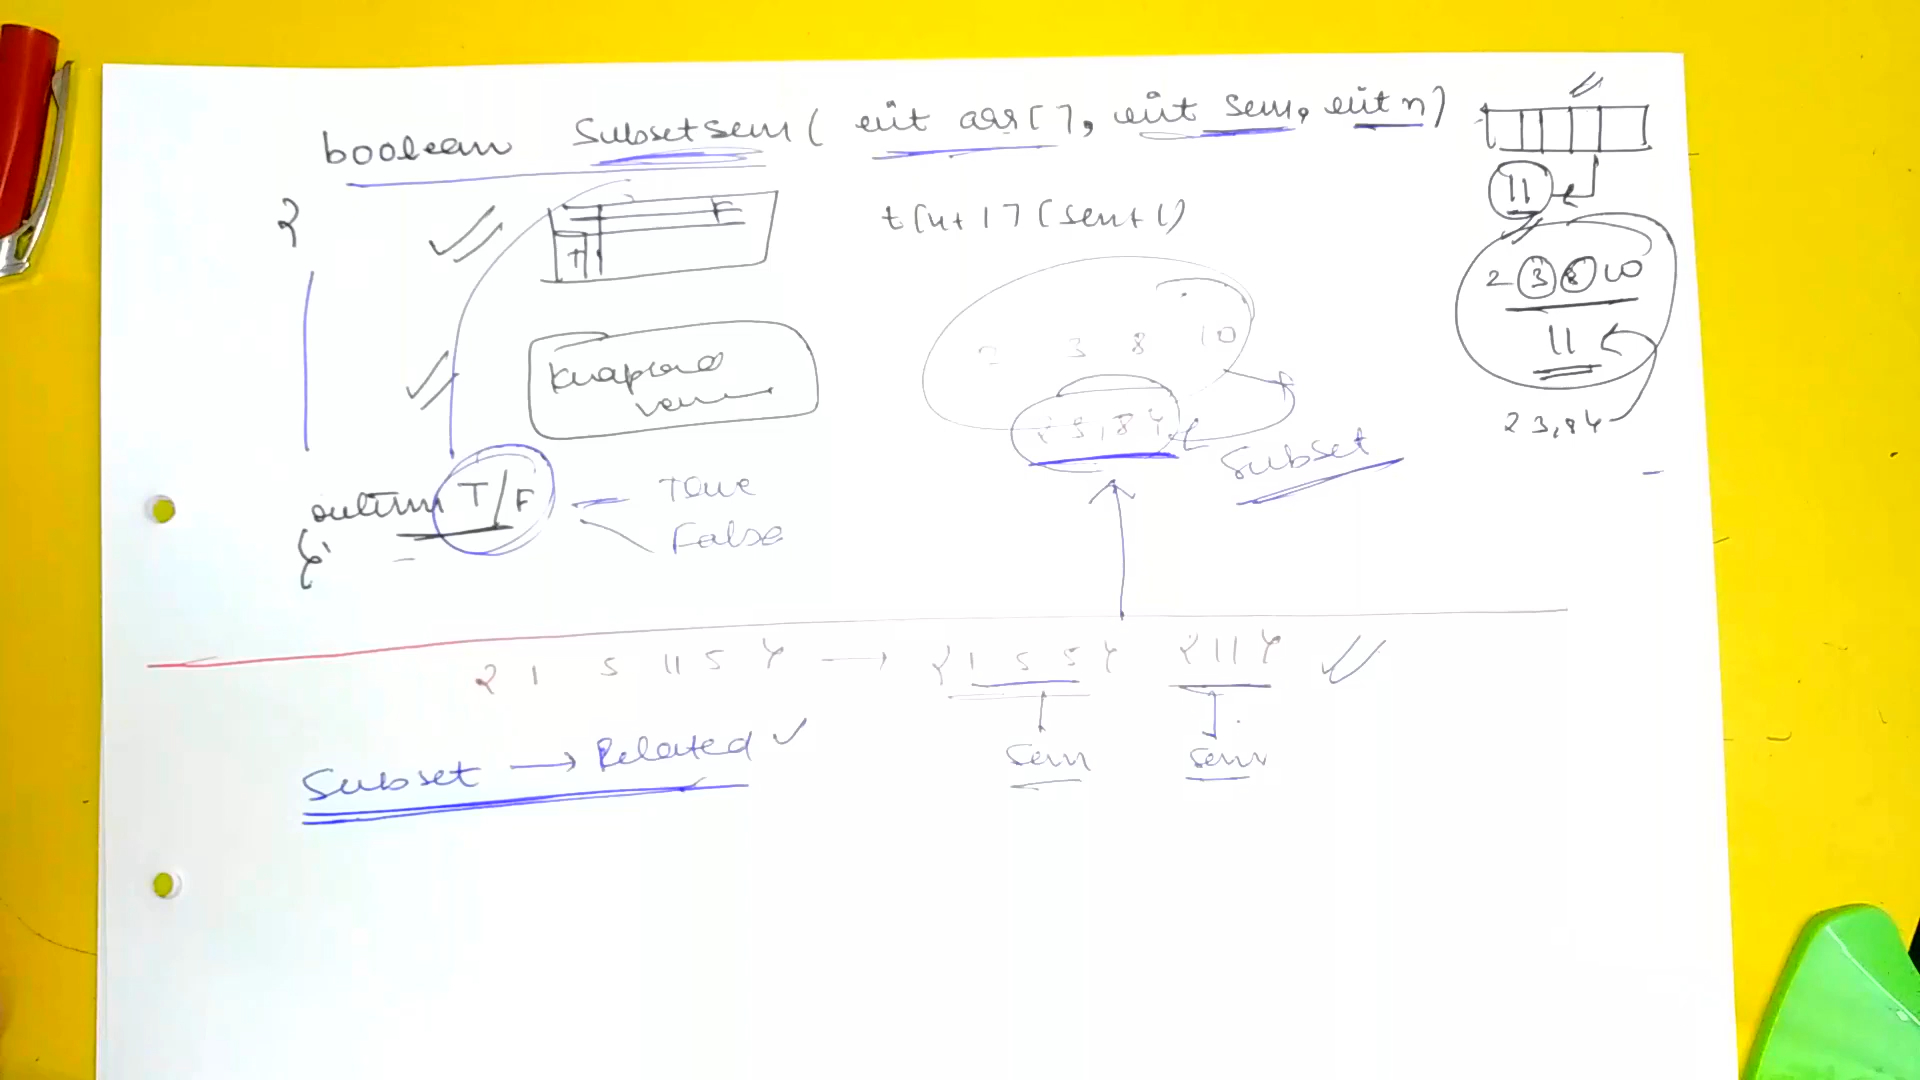 boolean Subsetsum( int arr[], int sum, int n)
{
t[n+1][sum+1]
F
T
11
2 3 8 10
11
{3,8}
Knapsack
2 3 8 10
{3,8}
Subset
return T/F
True
False
}
{1 5 11 5} → {1 5 5} {11}
Sum Sum
Subset → Related ✓